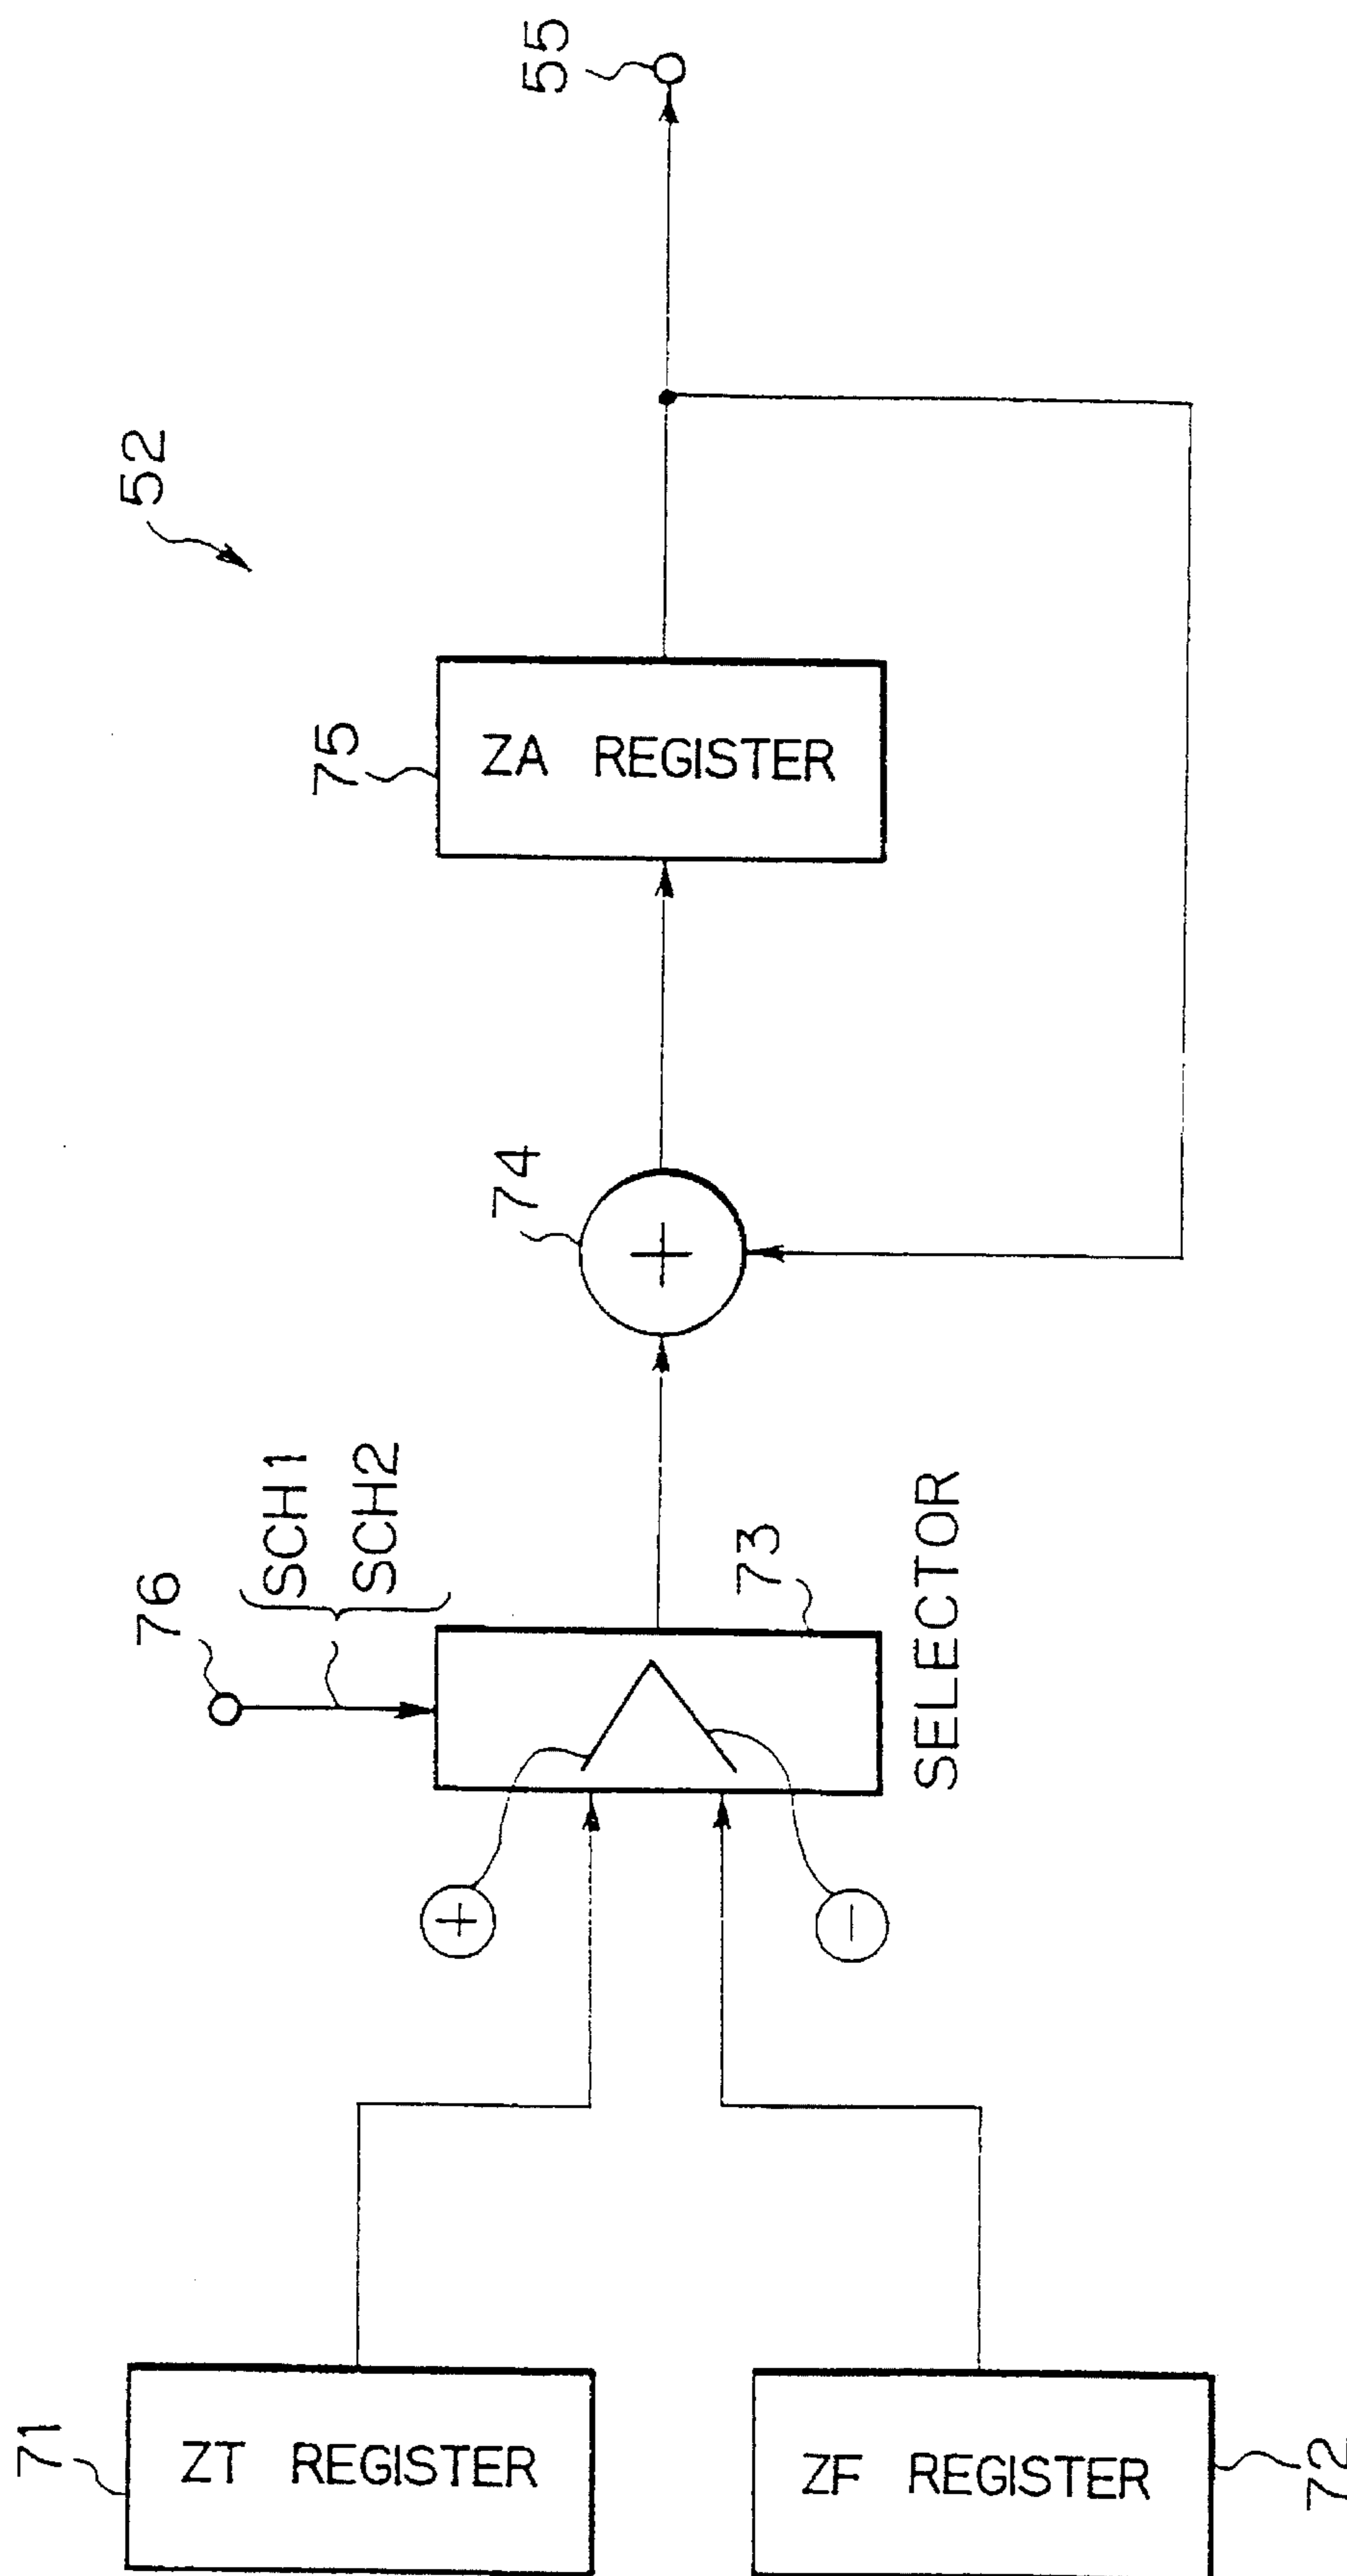 52
55
71
ZT REGISTER
ZF REGISTER
72
76
SCH1
SCH2
+
−
73
SELECTOR
74
+
75
ZA REGISTER